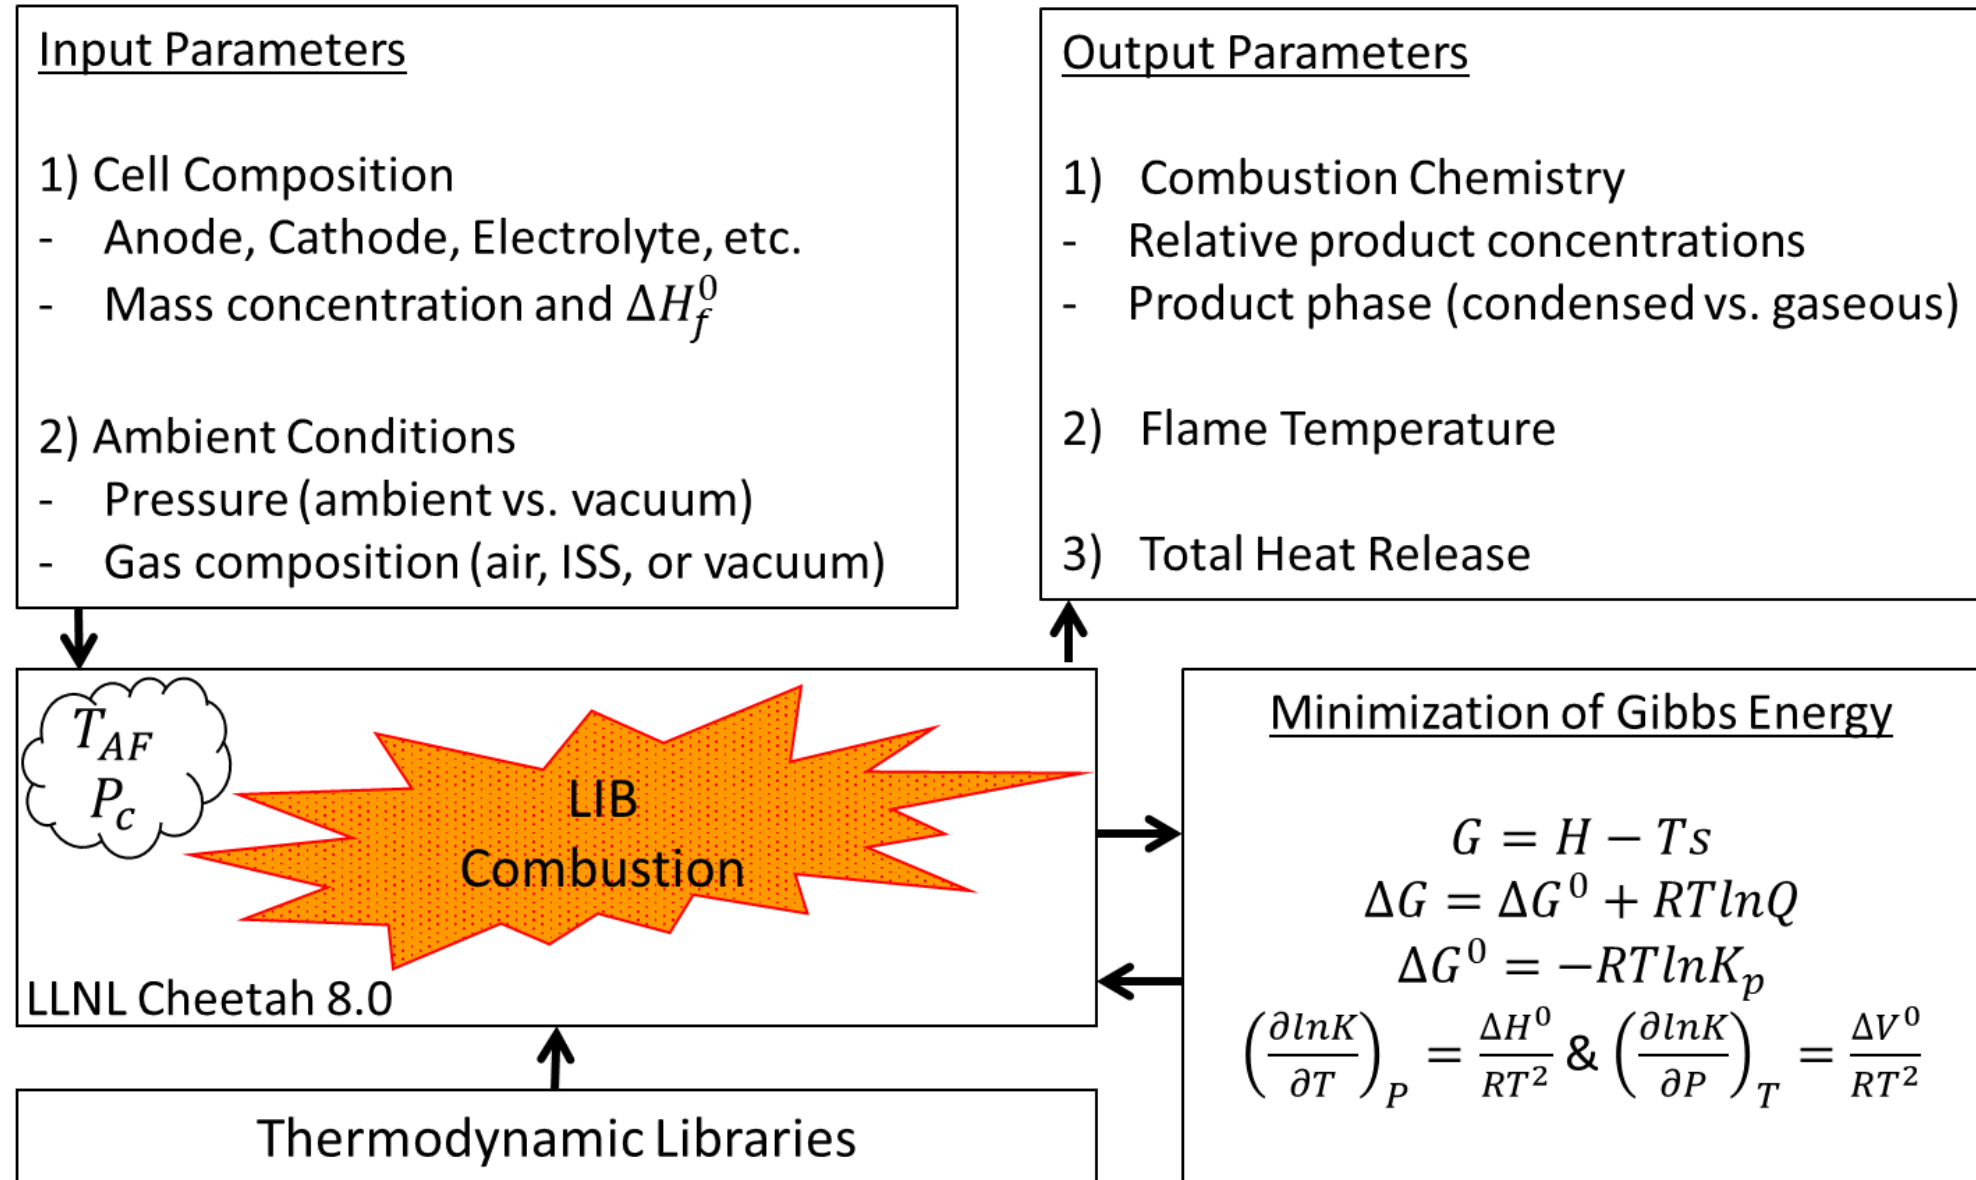 Input Parameters
1) Cell Composition
- Anode, Cathode, Electrolyte, etc.
- Mass concentration and ΔH_f^0
2) Ambient Conditions
- Pressure (ambient vs. vacuum)
- Gas composition (air, ISS, or vacuum)
Output Parameters
1) Combustion Chemistry
- Relative product concentrations
- Product phase (condensed vs. gaseous)
2) Flame Temperature
3) Total Heat Release
T_AF
P_c
LIB
Combustion
LLNL Cheetah 8.0
Minimization of Gibbs Energy
G = H − Ts
ΔG = ΔG^0 + RTlnQ
ΔG^0 = −RTlnK_p
(∂lnK/∂T)_P = ΔH^0/RT^2 & (∂lnK/∂P)_T = ΔV^0/RT^2
Thermodynamic Libraries